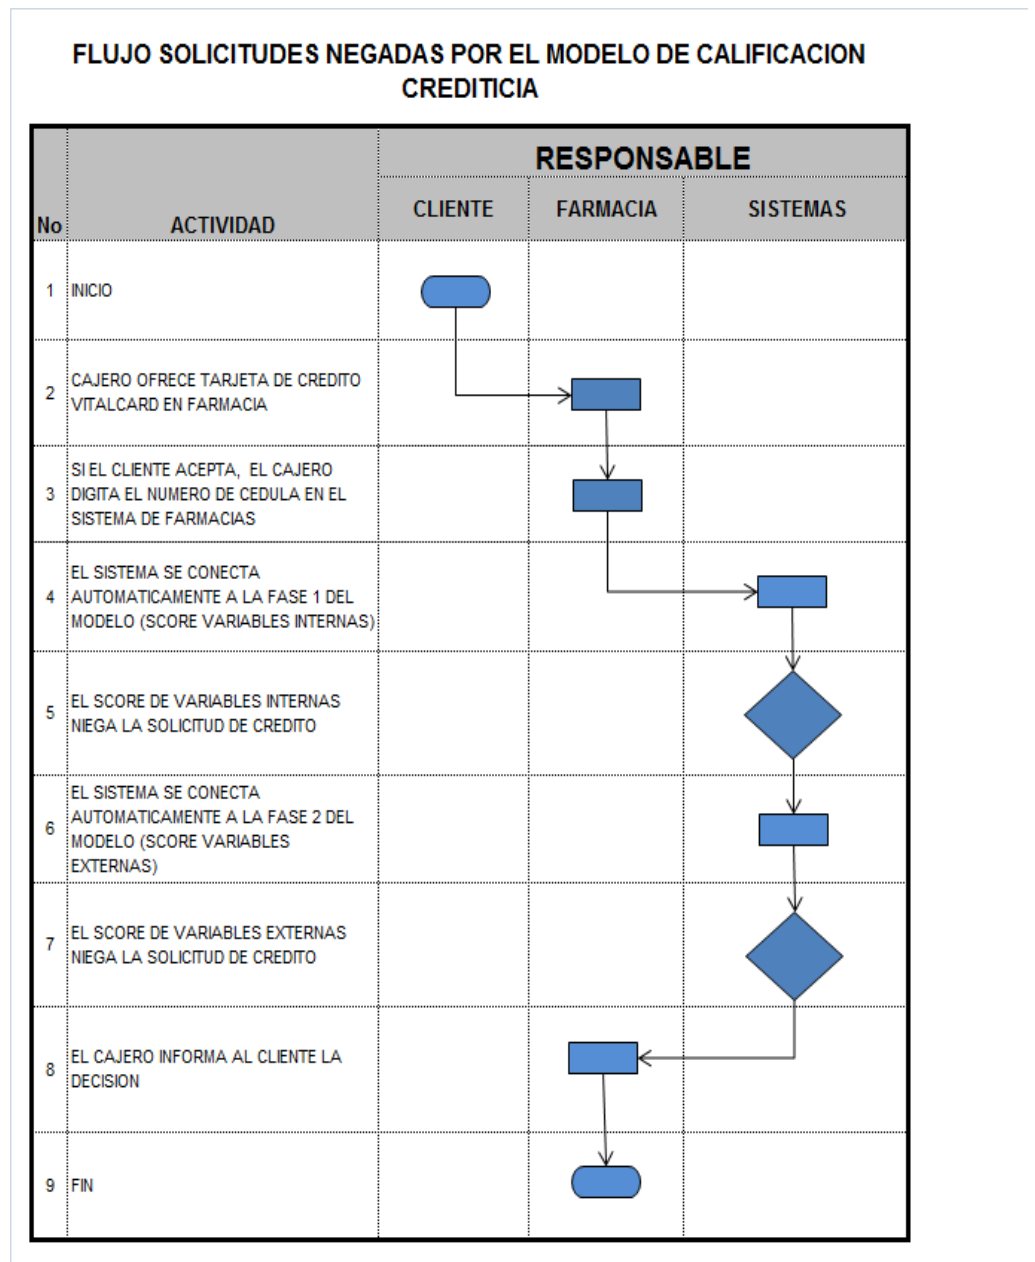 FLUJO SOLICITUDES NEGADAS POR EL MODELO DE CALIFICACION
CREDITICIA
RESPONSABLE
No ACTIVIDAD CLIENTE FARMACIA SISTEMAS
1 INICIO
2 CAJERO OFRECE TARJETA DE CREDITO
VITALCARD EN FARMACIA
3 SI EL CLIENTE ACEPTA, EL CAJERO
DIGITA EL NUMERO DE CEDULA EN EL
SISTEMA DE FARMACIAS
4 EL SISTEMA SE CONECTA
AUTOMATICAMENTE A LA FASE 1 DEL
MODELO (SCORE VARIABLES INTERNAS)
5 EL SCORE DE VARIABLES INTERNAS
NIEGA LA SOLICITUD DE CREDITO
6 EL SISTEMA SE CONECTA
AUTOMATICAMENTE A LA FASE 2 DEL
MODELO (SCORE VARIABLES
EXTERNAS)
7 EL SCORE DE VARIABLES EXTERNAS
NIEGA LA SOLICITUD DE CREDITO
8 EL CAJERO INFORMA AL CLIENTE LA
DECISION
9 FIN